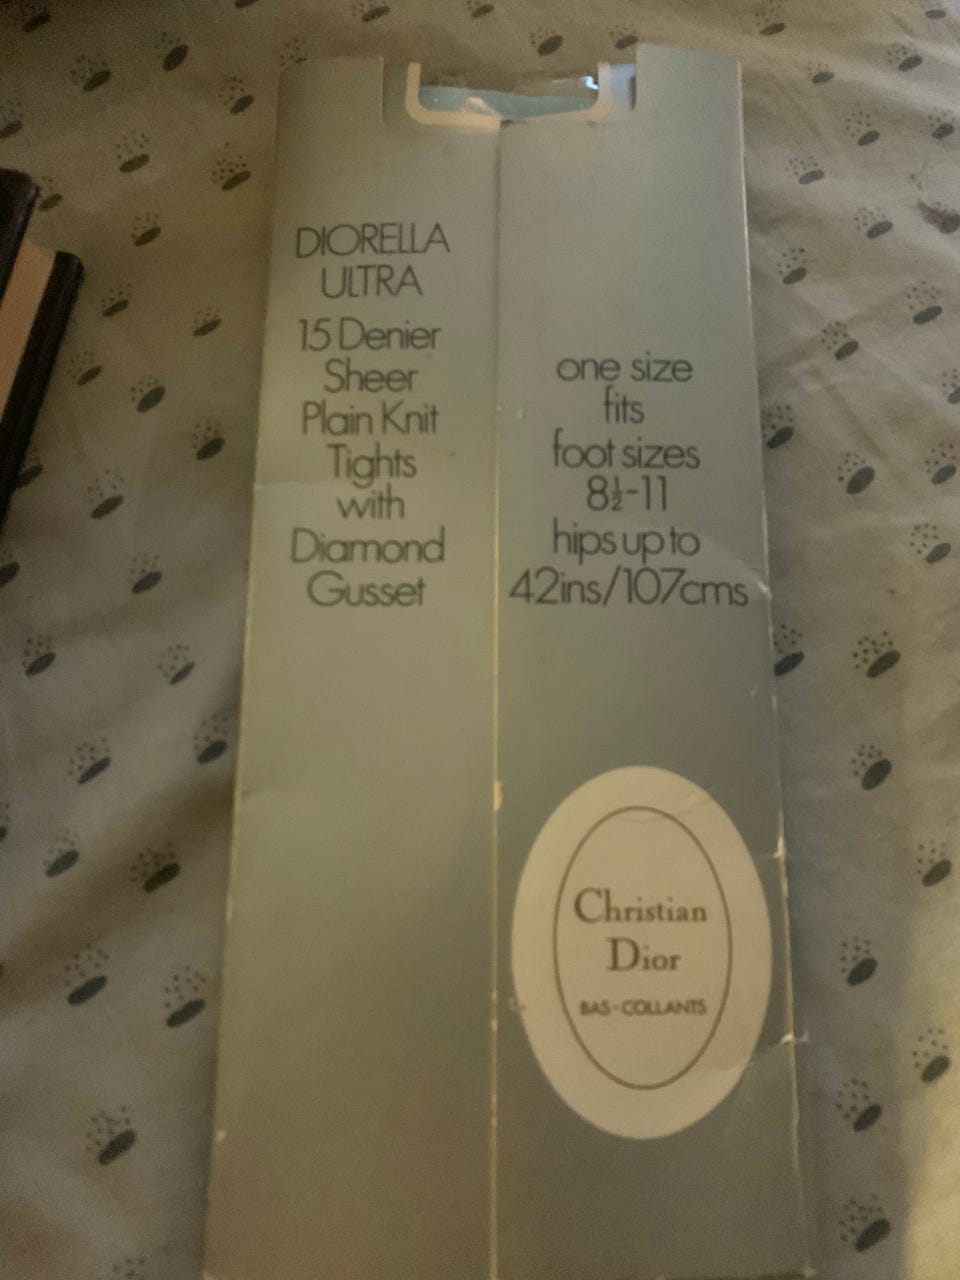 DIORELLA
ULTRA
15 Denier
Sheer
Plain Knit
Tights
with
Diamond
Gusset
one size
fits
foot sizes
8½-11
hips up to
42ins/107cms
Christian
Dior
BAS-COLLANTS